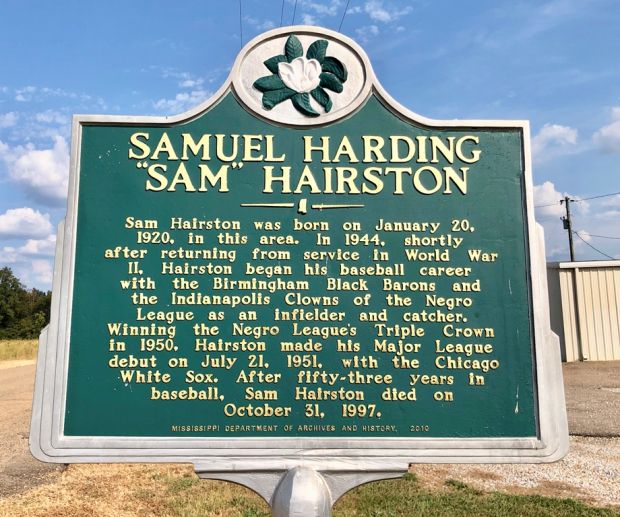 SAMUEL HARDING
"SAM" HAIRSTON
Sam Hairston was born on January 20,
1920, in this area. In 1944, shortly
after returning from service in World War
II, Hairston began his baseball career
with the Birmingham Black Barons and
the Indianapolis Clowns of the Negro
League as an infielder and catcher.
Winning the Negro League's Triple Crown
in 1950, Hairston made his Major League
debut on July 21, 1951, with the Chicago
White Sox. After fifty-three years in
baseball, Sam Hairston died on
October 31, 1997.
MISSISSIPPI DEPARTMENT OF ARCHIVES AND HISTORY, 2010